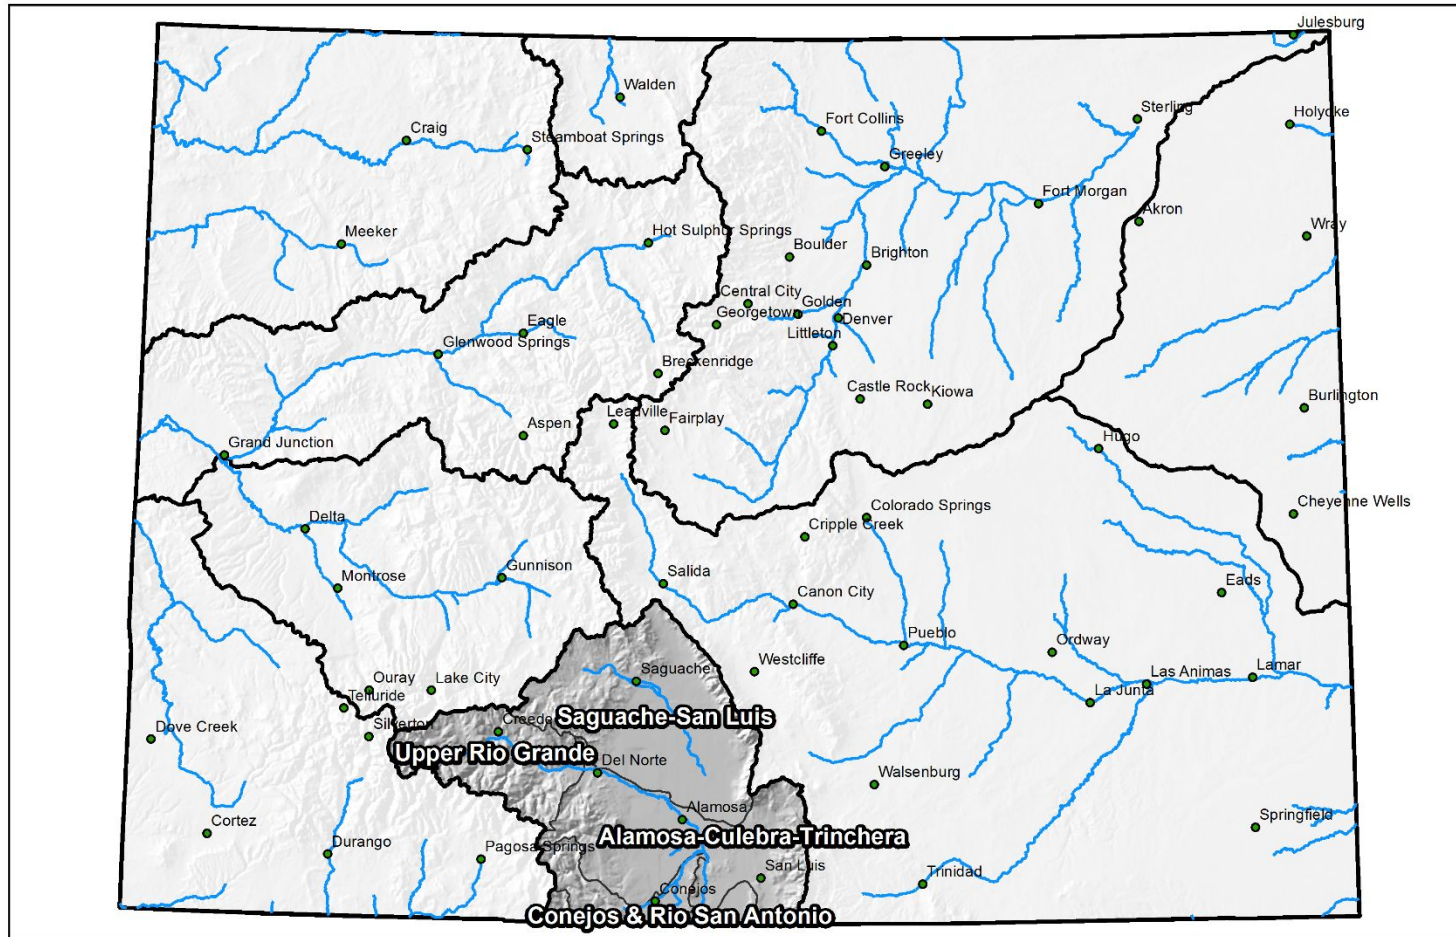 Julesburg
Walden
Sterling
Holyoke
Fort Collins
Craig
Steamboat Springs
Greeley
Fort Morgan
Akron
Meeker
Hot Sulphur Springs
Boulder
Brighton
Wray
Central City
Golden
Georgetown
Denver
Eagle
Littleton
Glenwood Springs
Breckenridge
Castle Rock
Kiowa
Burlington
Leadville
Fairplay
Aspen
Grand Junction
Hugo
Cheyenne Wells
Colorado Springs
Delta
Cripple Creek
Gunnison
Montrose
Salida
Eads
Canon City
Pueblo
Ordway
Westcliffe
Saguache
Lamar
Las Animas
Ouray
Lake City
La Junta
Telluride
Saguache-San Luis
Dove Creek
Silverton
Creede
Upper Rio Grande
Del Norte
Walsenburg
Alamosa
Springfield
Cortez
Alamosa-Culebra-Trinchera
Durango
Pagosa Springs
San Luis
Trinidad
Conejos
Conejos & Rio San Antonio